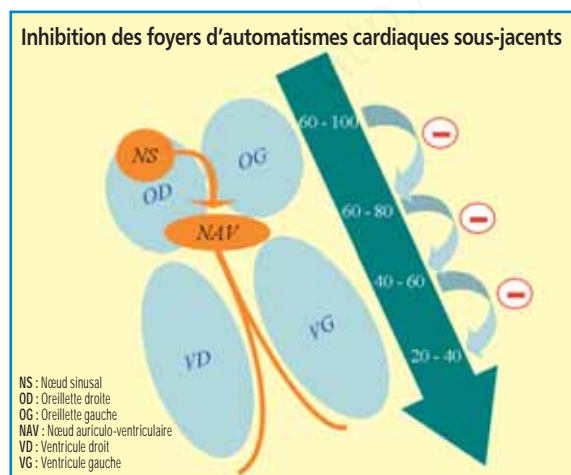 Inhibition des foyers d'automatismes cardiaques sous-jacents
60 - 100
NS
OG
OD
60 - 80
NAV
40 - 60
VG
VD
20 - 40
NS : Nœud sinusal
OD : Oreillette droite
OG : Oreillette gauche
NAV : Nœud auriculo-ventriculaire
VD : Ventricule droit
VG : Ventricule gauche